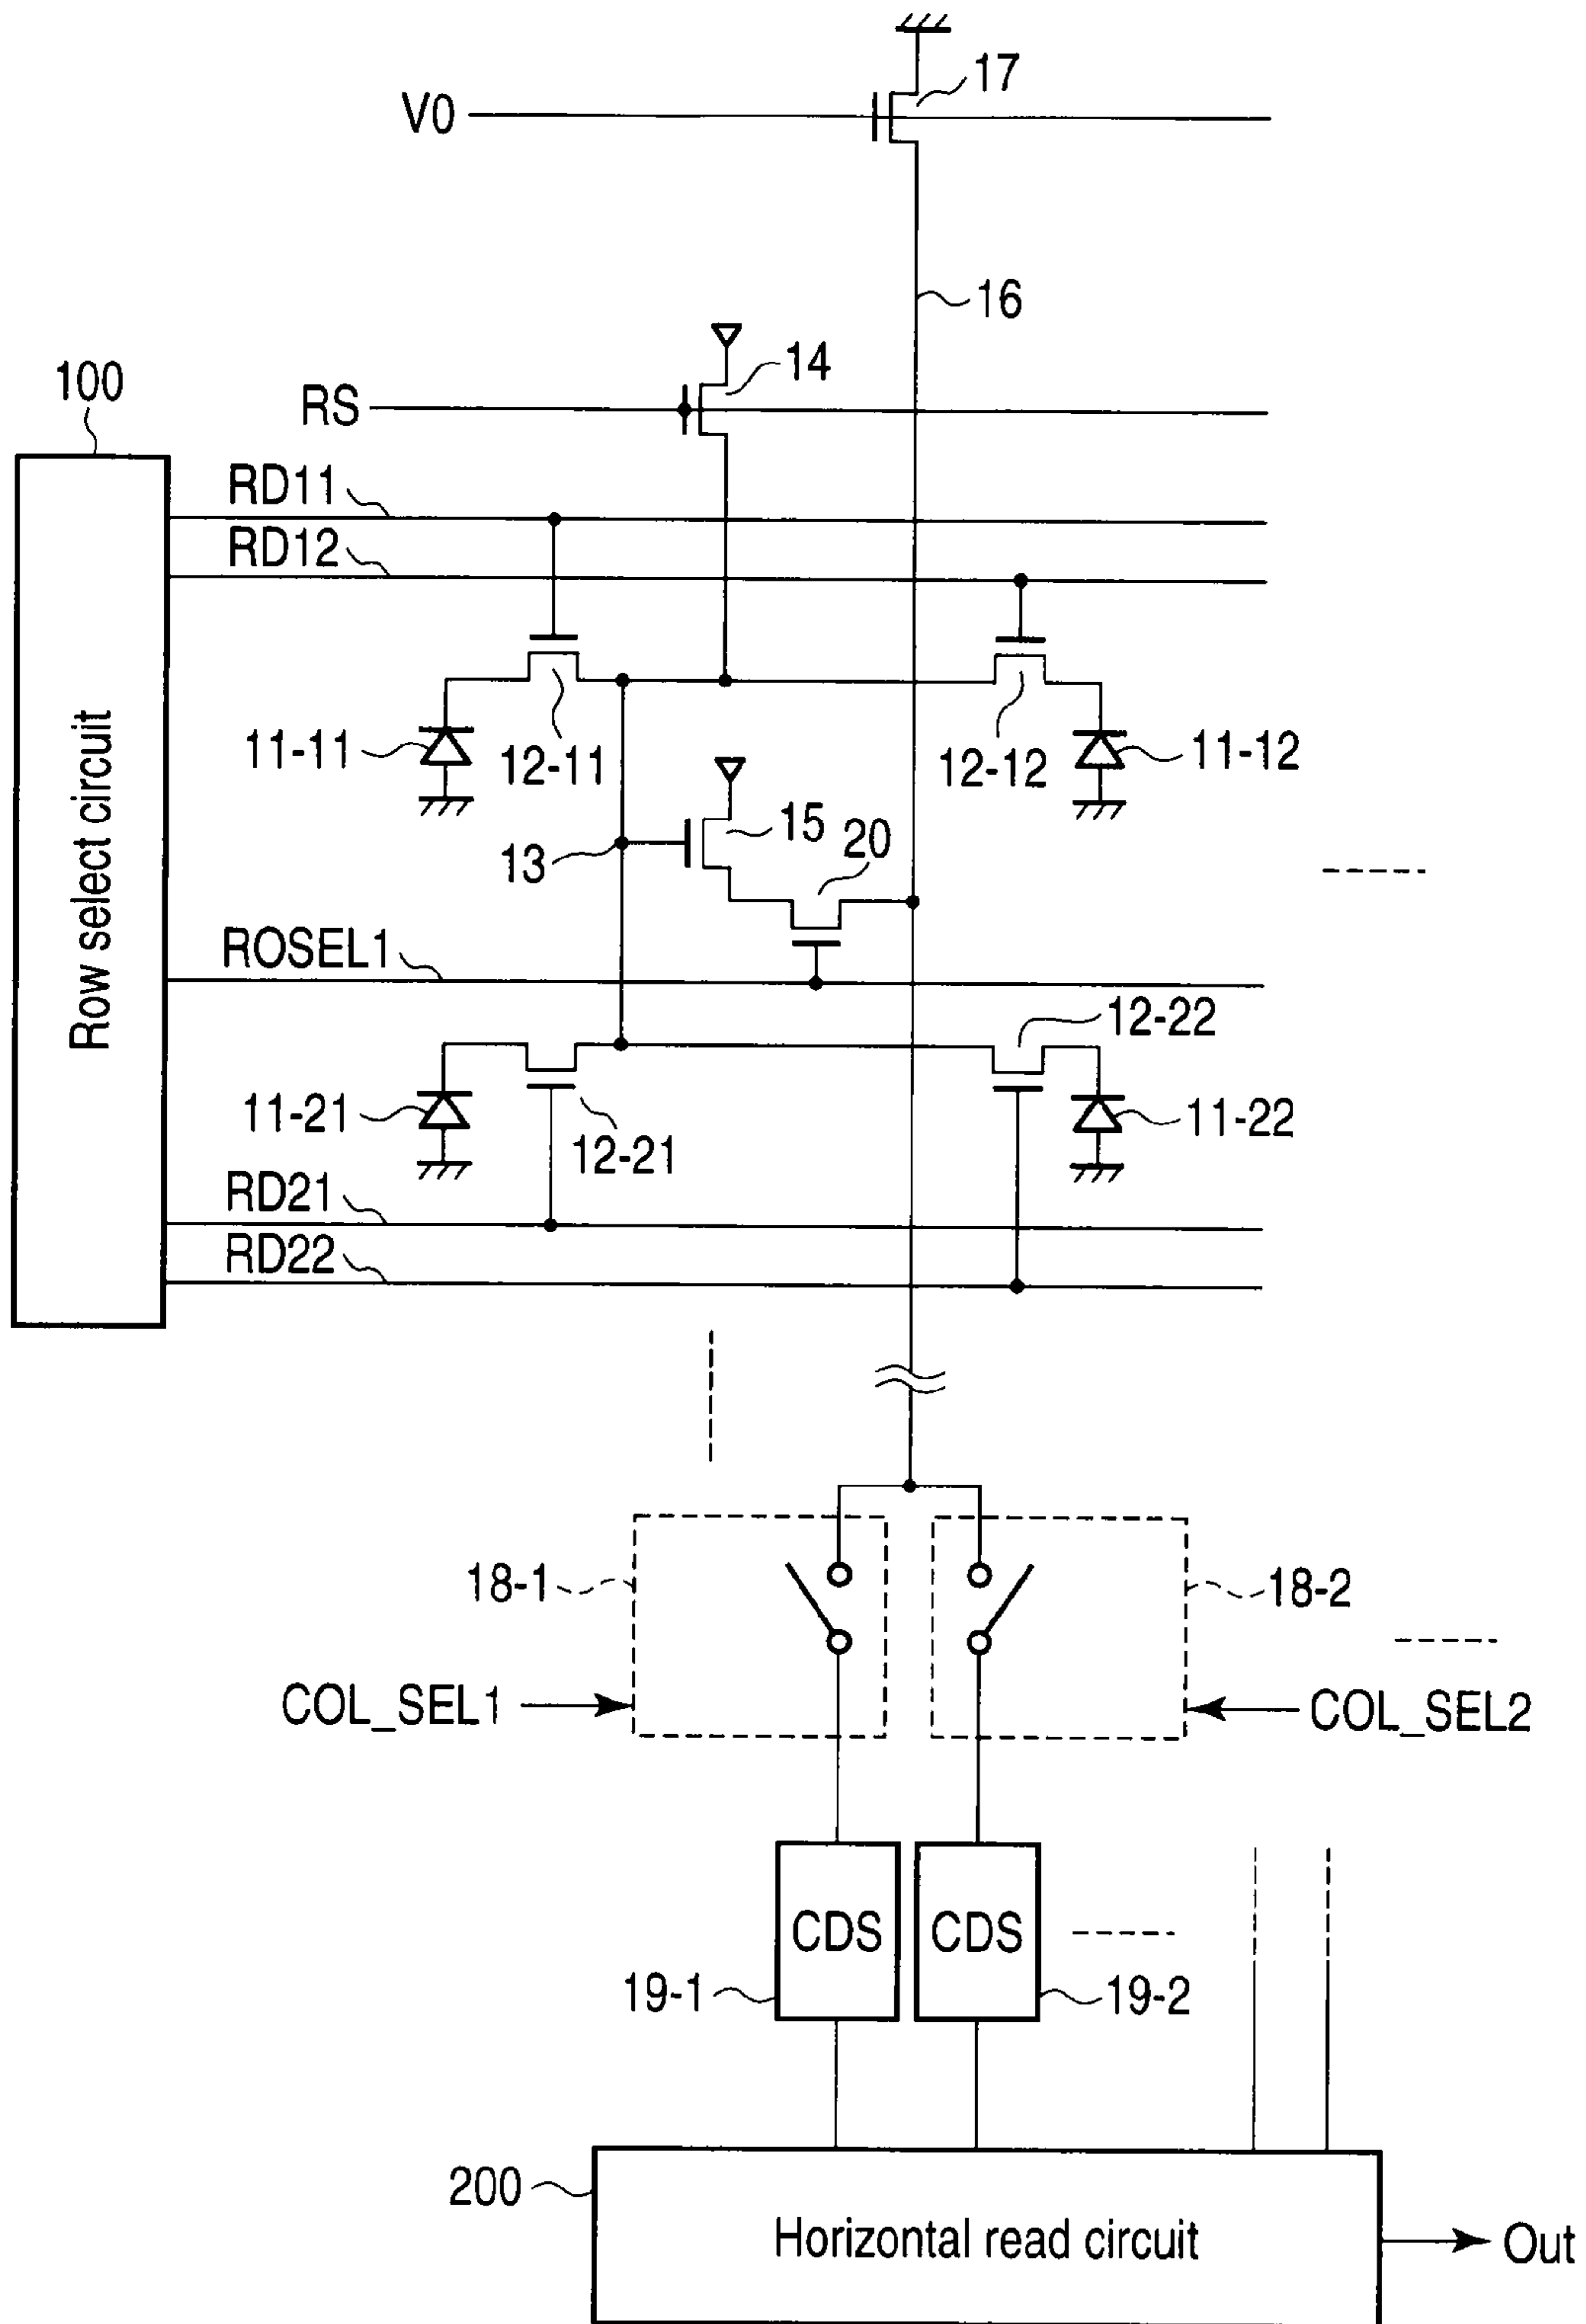 17
V0
16
14
100
RS
RD11
RD12
Row select circuit
11-11
12-11
12-12
11-12
15
20
13
ROSEL1
12-22
11-21
12-21
11-22
RD21
RD22
18-1
18-2
COL_SEL1
COL_SEL2
CDS
CDS
19-1
19-2
200
Horizontal read circuit
Out